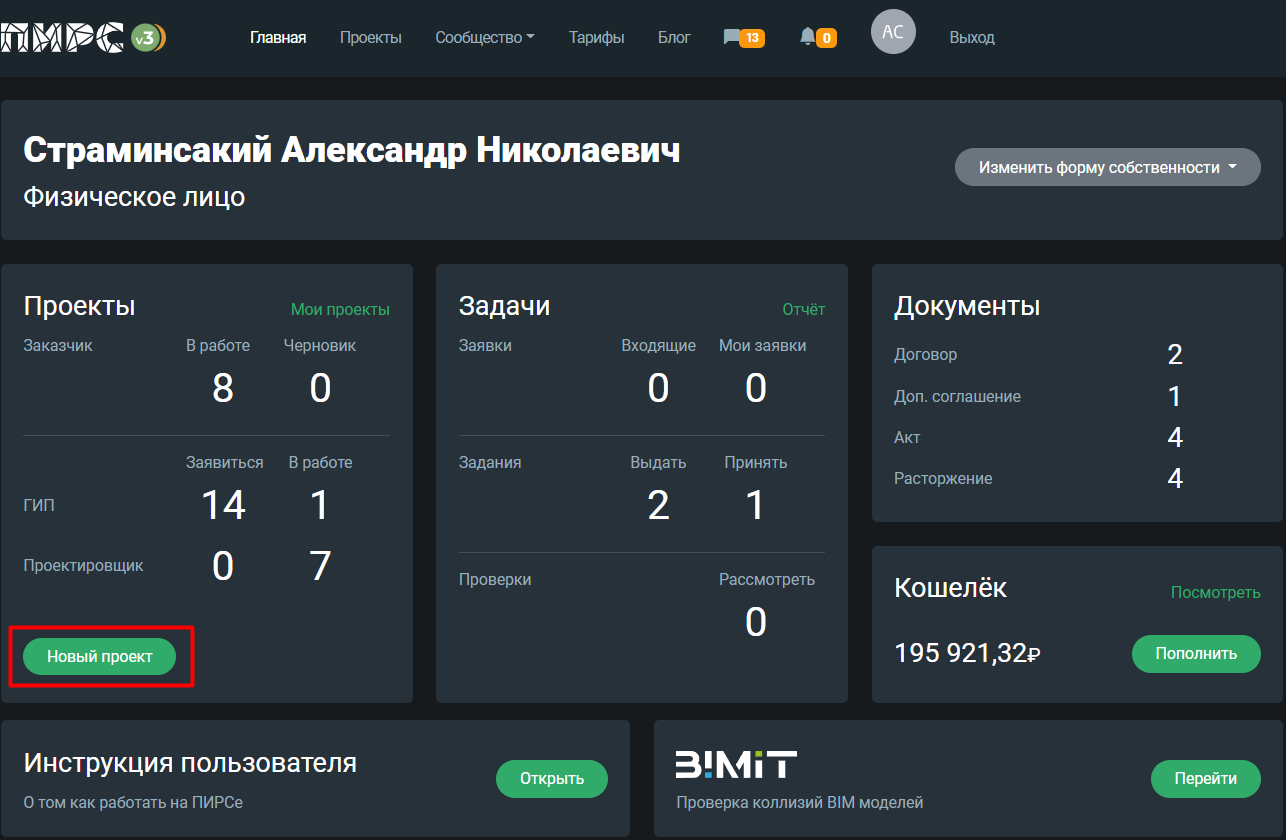 ПИРС v3 Главная Проекты Сообщество Тарифы Блог 13 0 АС Выход
Страминсакий Александр Николаевич
Физическое лицо
Изменить форму собственности
Проекты Мои проекты
Заказчик В работе Черновик
8 0
Заявиться В работе
ГИП 14 1
Проектировщик 0 7
Новый проект
Задачи Отчёт
Заявки Входящие Мои заявки
0 0
Задания Выдать Принять
2 1
Проверки Рассмотреть
0
Документы
Договор 2
Доп. соглашение 1
Акт 4
Расторжение 4
Кошелёк Посмотреть
195 921,32₽ Пополнить
Инструкция пользователя
О том как работать на ПИРСе
Открыть
BIMiT
Проверка коллизий BIM моделей
Перейти